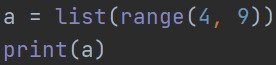 a = list(range(4, 9))
print(a)